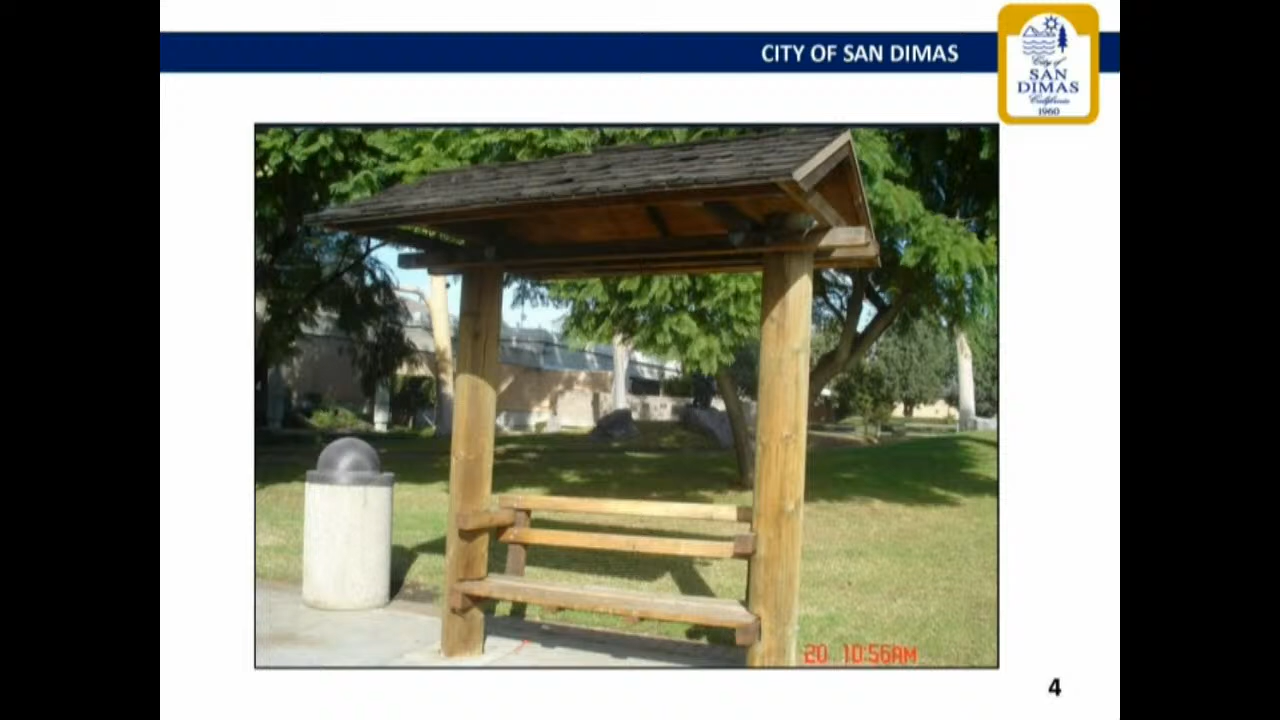 CITY OF SAN DIMAS
City of
SAN
DIMAS
California
1960
20 10:56AM
4